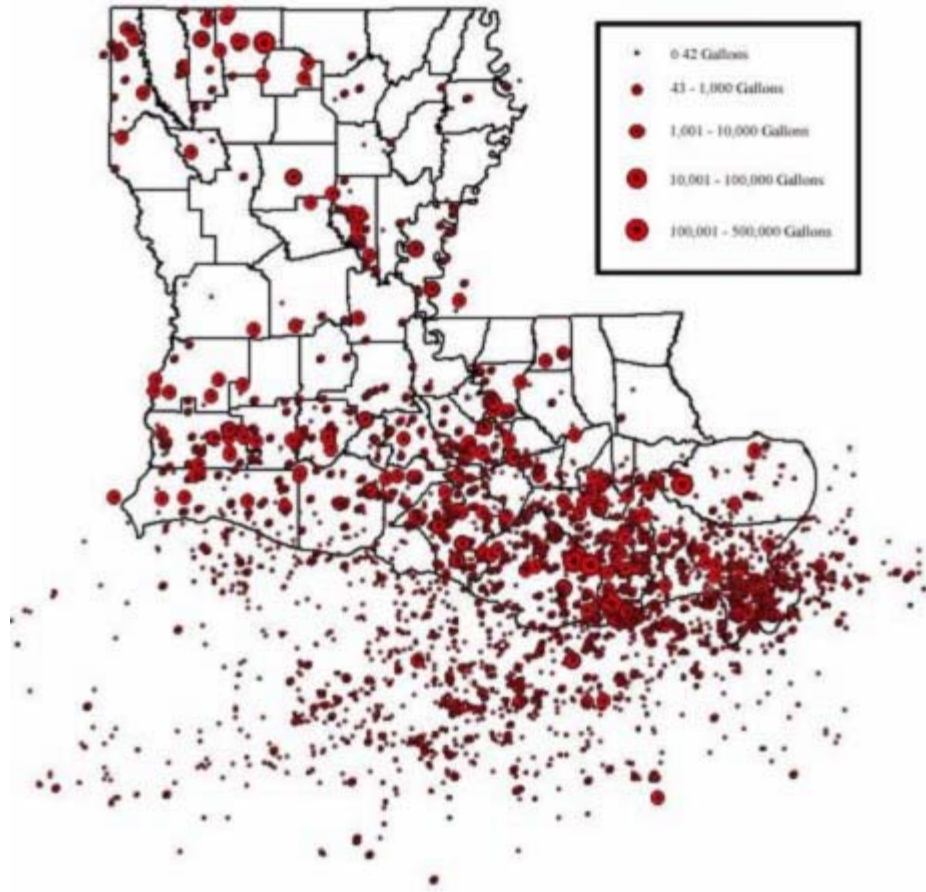 0-42 Gallons
43 - 1,000 Gallons
1,001 - 10,000 Gallons
10,001 - 100,000 Gallons
100,001 - 500,000 Gallons